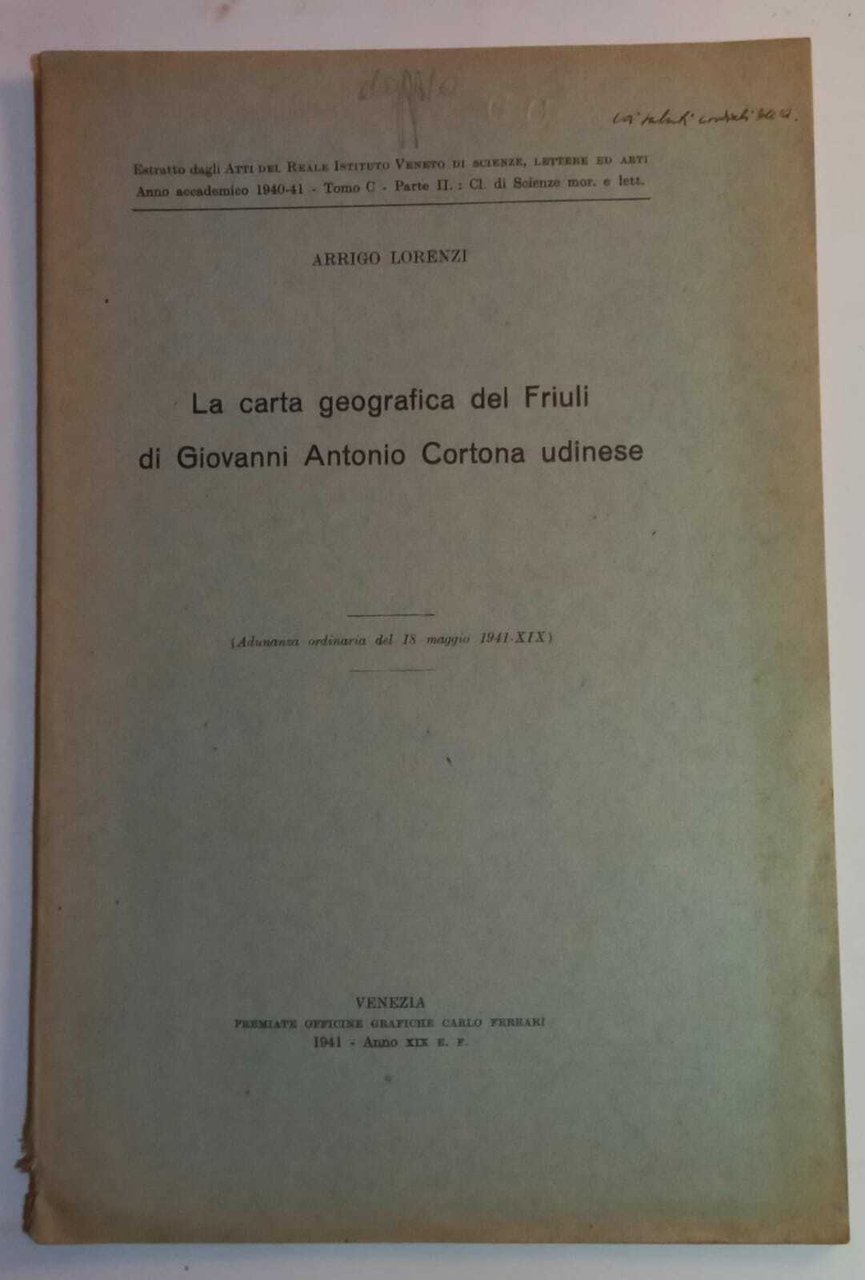 doppio
Estratto dagli ATTI DEL REALE ISTITUTO VENETO DI SCIENZE, LETTERE ED ARTI
Anno accademico 1940-41 - Tomo C - Parte II. : Cl. di Scienze mor. e lett.
ARRIGO LORENZI
La carta geografica del Friuli
di Giovanni Antonio Cortona udinese
(Adunanza ordinaria del 18 maggio 1941-XIX)
VENEZIA
PREMIATE OFFICINE GRAFICHE CARLO FERRARI
1941 - Anno XIX E. F.